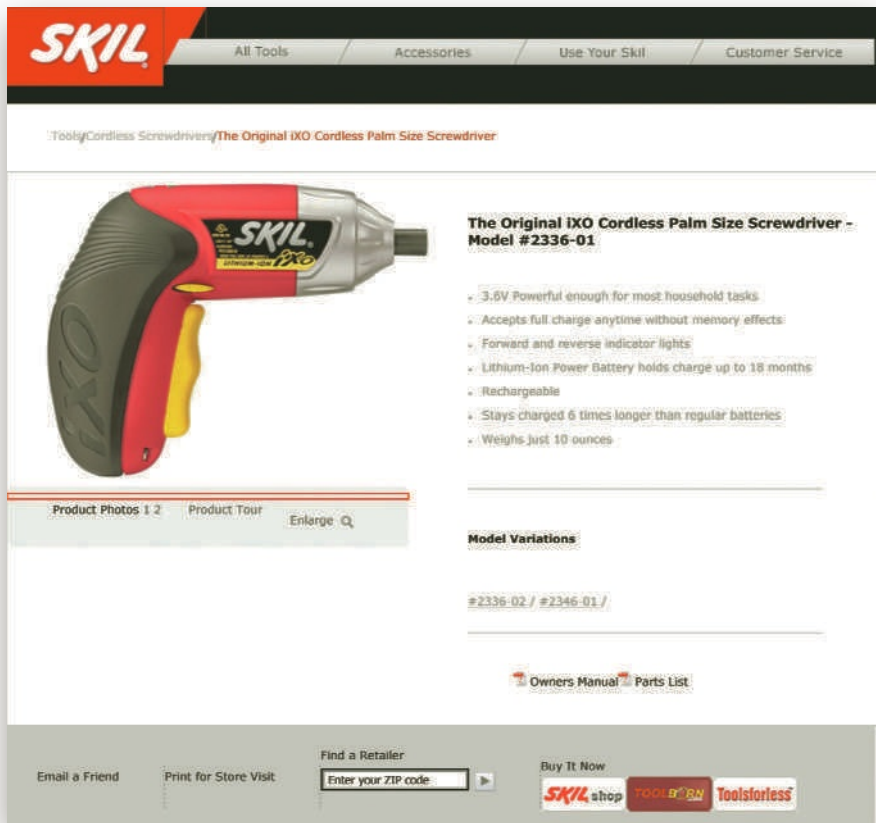 SKIL
All Tools
Accessories
Use Your Skil
Customer Service
Tools/Cordless Screwdrivers/The Original iXO Cordless Palm Size Screwdriver
SKIL
LITHIUM-ION iXO
iXO
The Original iXO Cordless Palm Size Screwdriver -
Model #2336-01
3.6V Powerful enough for most household tasks
Accepts full charge anytime without memory effects
Forward and reverse indicator lights
Lithium-Ion Power Battery holds charge up to 18 months
Rechargeable
Stays charged 6 times longer than regular batteries
Weighs just 10 ounces
Product Photos 1 2
Product Tour
Enlarge
Model Variations
#2336-02 / #2346-01 /
Owners Manual Parts List
Email a Friend
Print for Store Visit
Find a Retailer
Enter your ZIP code
Buy It Now
SKIL shop
TOOLBARN
Toolsforless